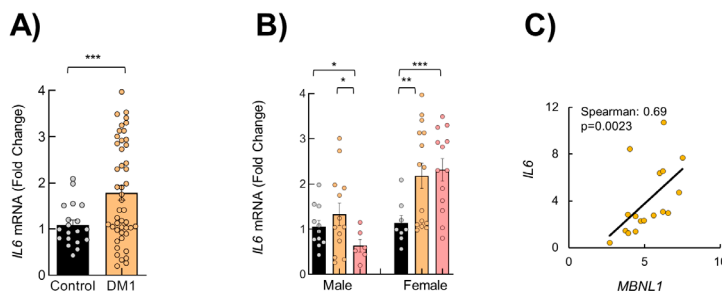 A)
***
IL6 mRNA (Fold Change)
4
3
2
1
0
Control DM1
B)
IL6 mRNA (Fold Change)
4
3
2
1
0
*
*
***
**
Male Female
C)
Spearman: 0.69
p=0.0023
IL6
12
8
4
0
0 5 10
MBNL1